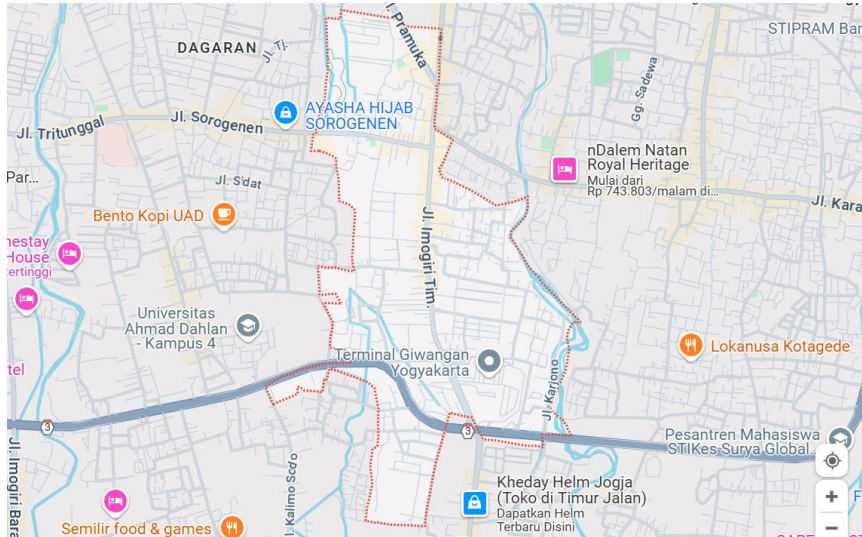 STIPRAM Bar
DAGARAN
Jl. Tj.
l. Pramuka
Gg. Sadewa
AYASHA HIJAB
SOROGENEN
Jl. Tritunggal
Jl. Sorogenen
nDalem Natan
Royal Heritage
Mulai dari
Rp 743.803/malam di...
Par...
Jl. S'dat
Jl. Kara
Bento Kopi UAD
Jl. Imogiri Tim.
nestay
House
tertinggi
Universitas
Ahmad Dahlan
- Kampus 4
Terminal Giwangan
Yogyakarta
Lokanusa Kotagede
tel
Jl. Karjono
3
3
Pesantren Mahasiswa
STIKes Surya Global...
Jl. Imogiri Bara
Jl. Kalimo Sodo
Kheday Helm Jogja
(Toko di Timur Jalan)
Dapatkan Helm
Terbaru Disini
Semilir food & games
+
−